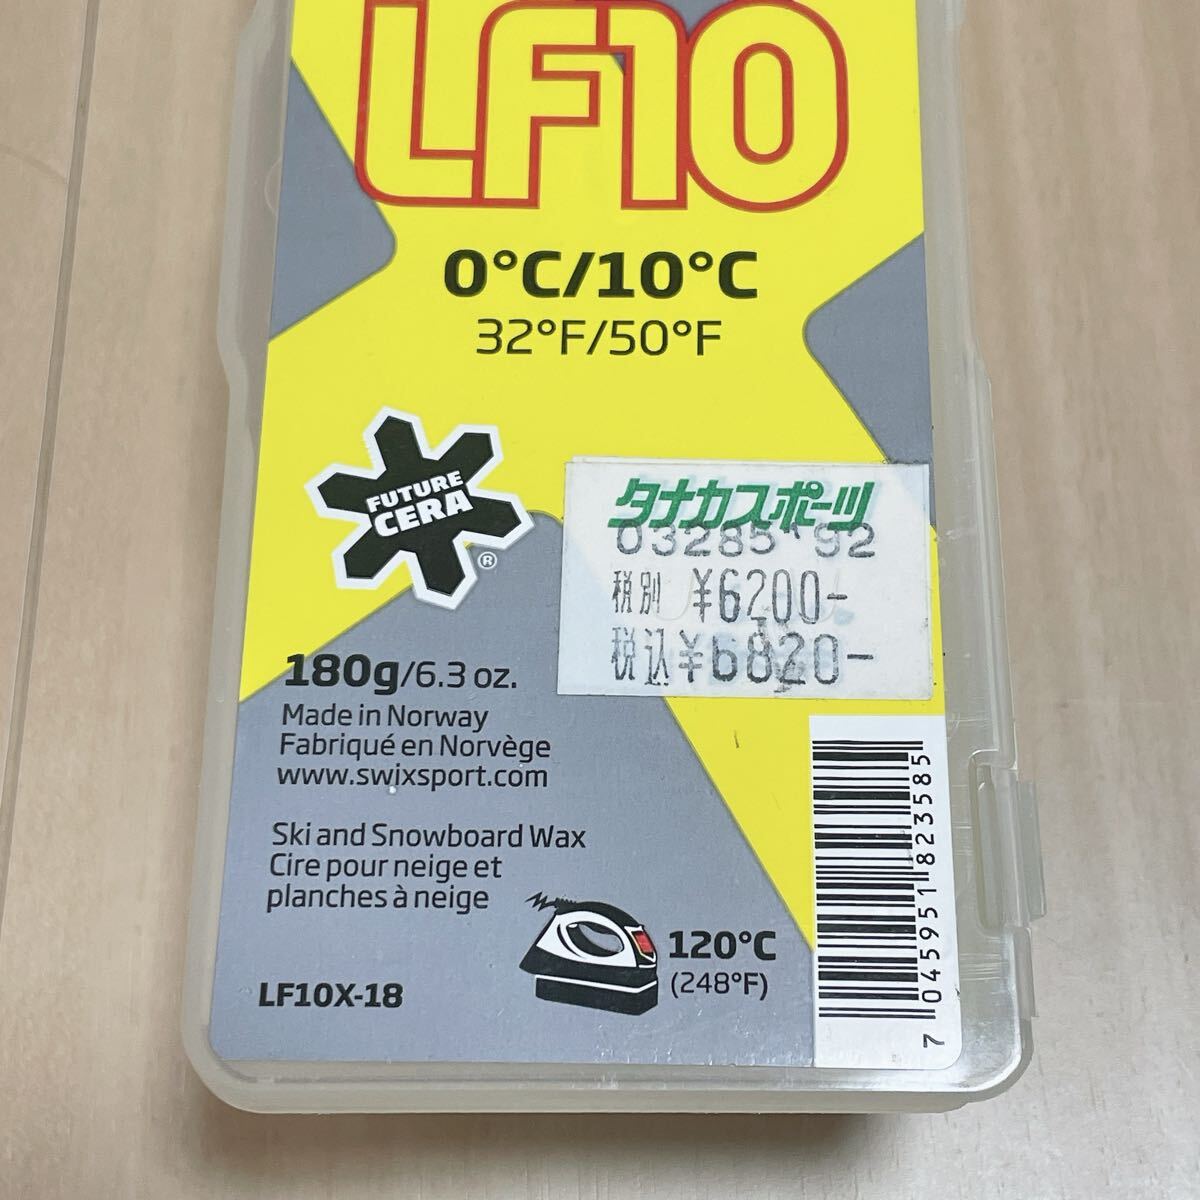 LF10
0°C/10°C
32°F/50°F
FUTURE
CERA
®
タナカスポーツ
税別 ¥6200-
税込 ¥6820-
180g/6.3 oz.
Made in Norway
Fabriqué en Norvège
www.swixsport.com
Ski and Snowboard Wax
Cire pour neige et
planches à neige
120°C
(248°F)
LF10X-18
7 045951 823585